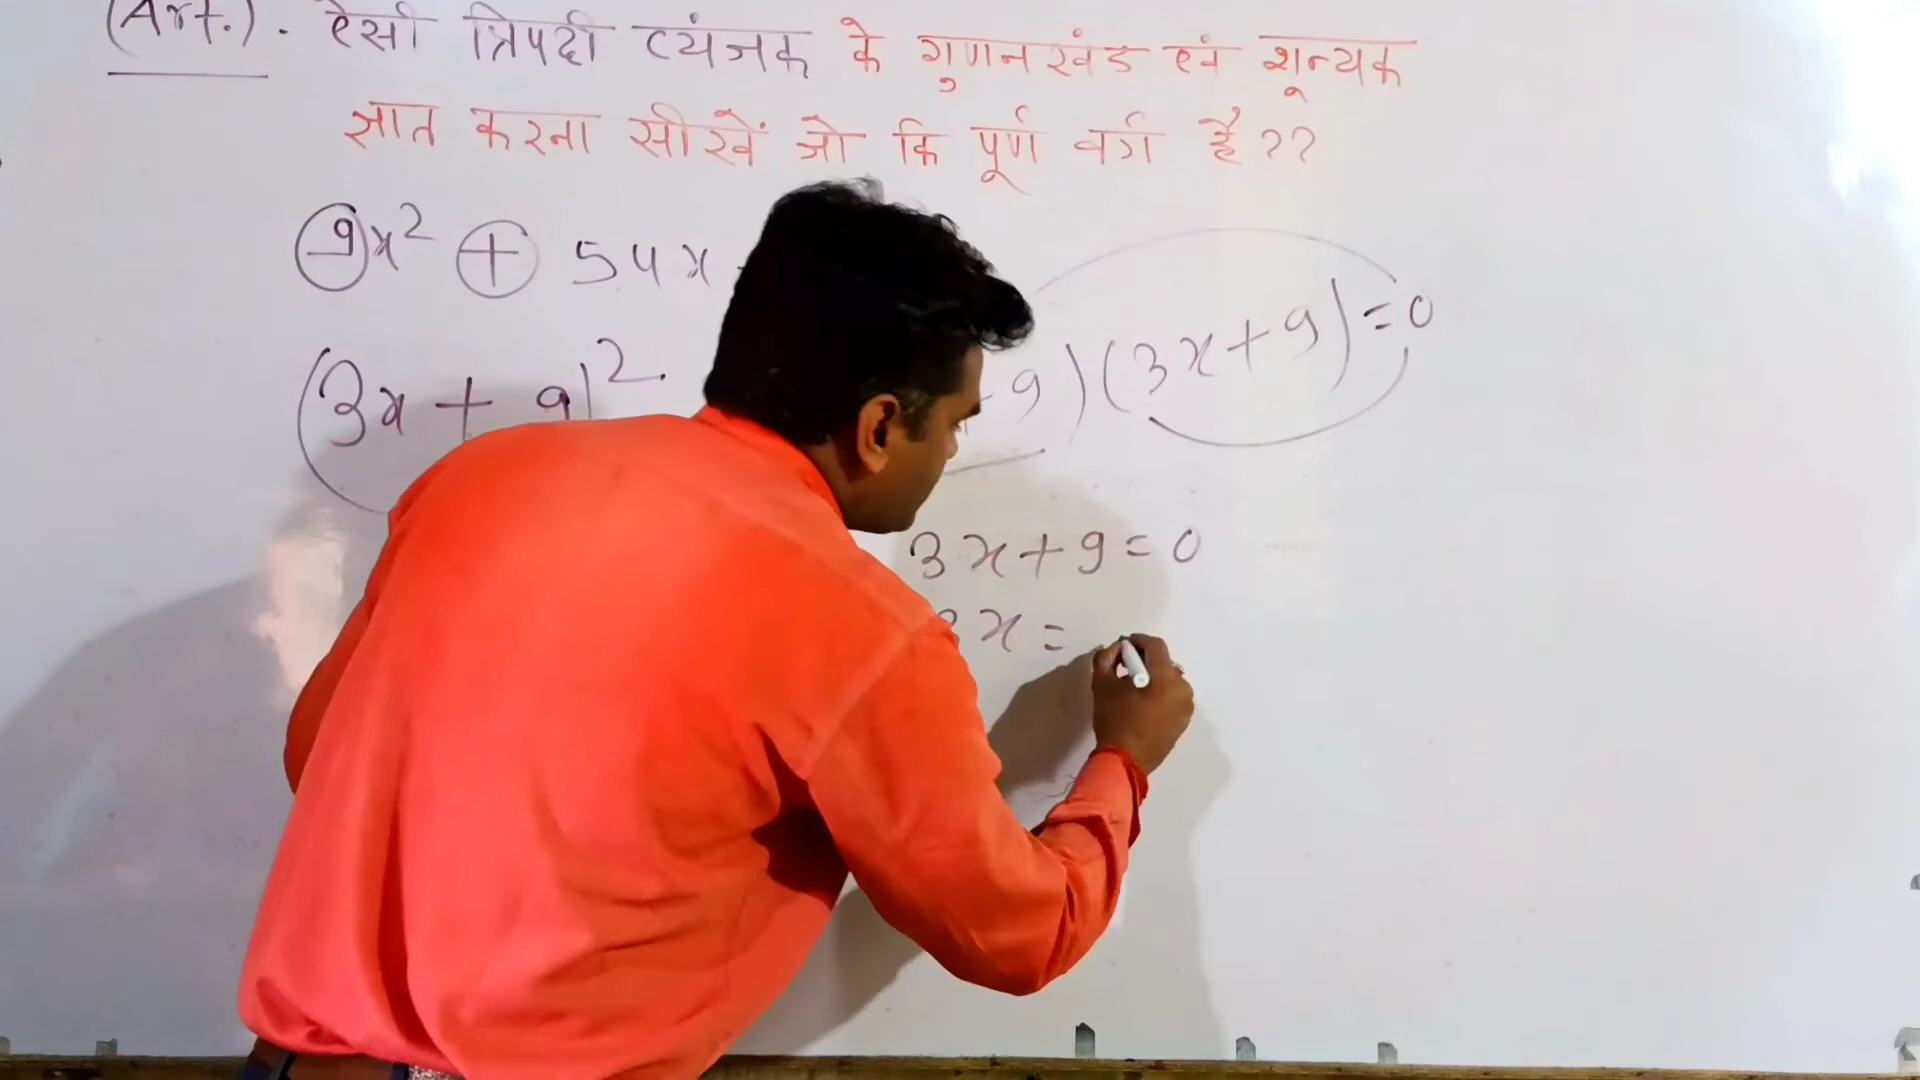 (Art.). ऐसी त्रिपदी व्यंजक के गुणनखंड एवं शून्यक
ज्ञात करना सीखें जो कि पूर्ण वर्ग है??
9x² + 54x
(3x + 9)² 9)(3x+9)=0
3x+9=0
3x=